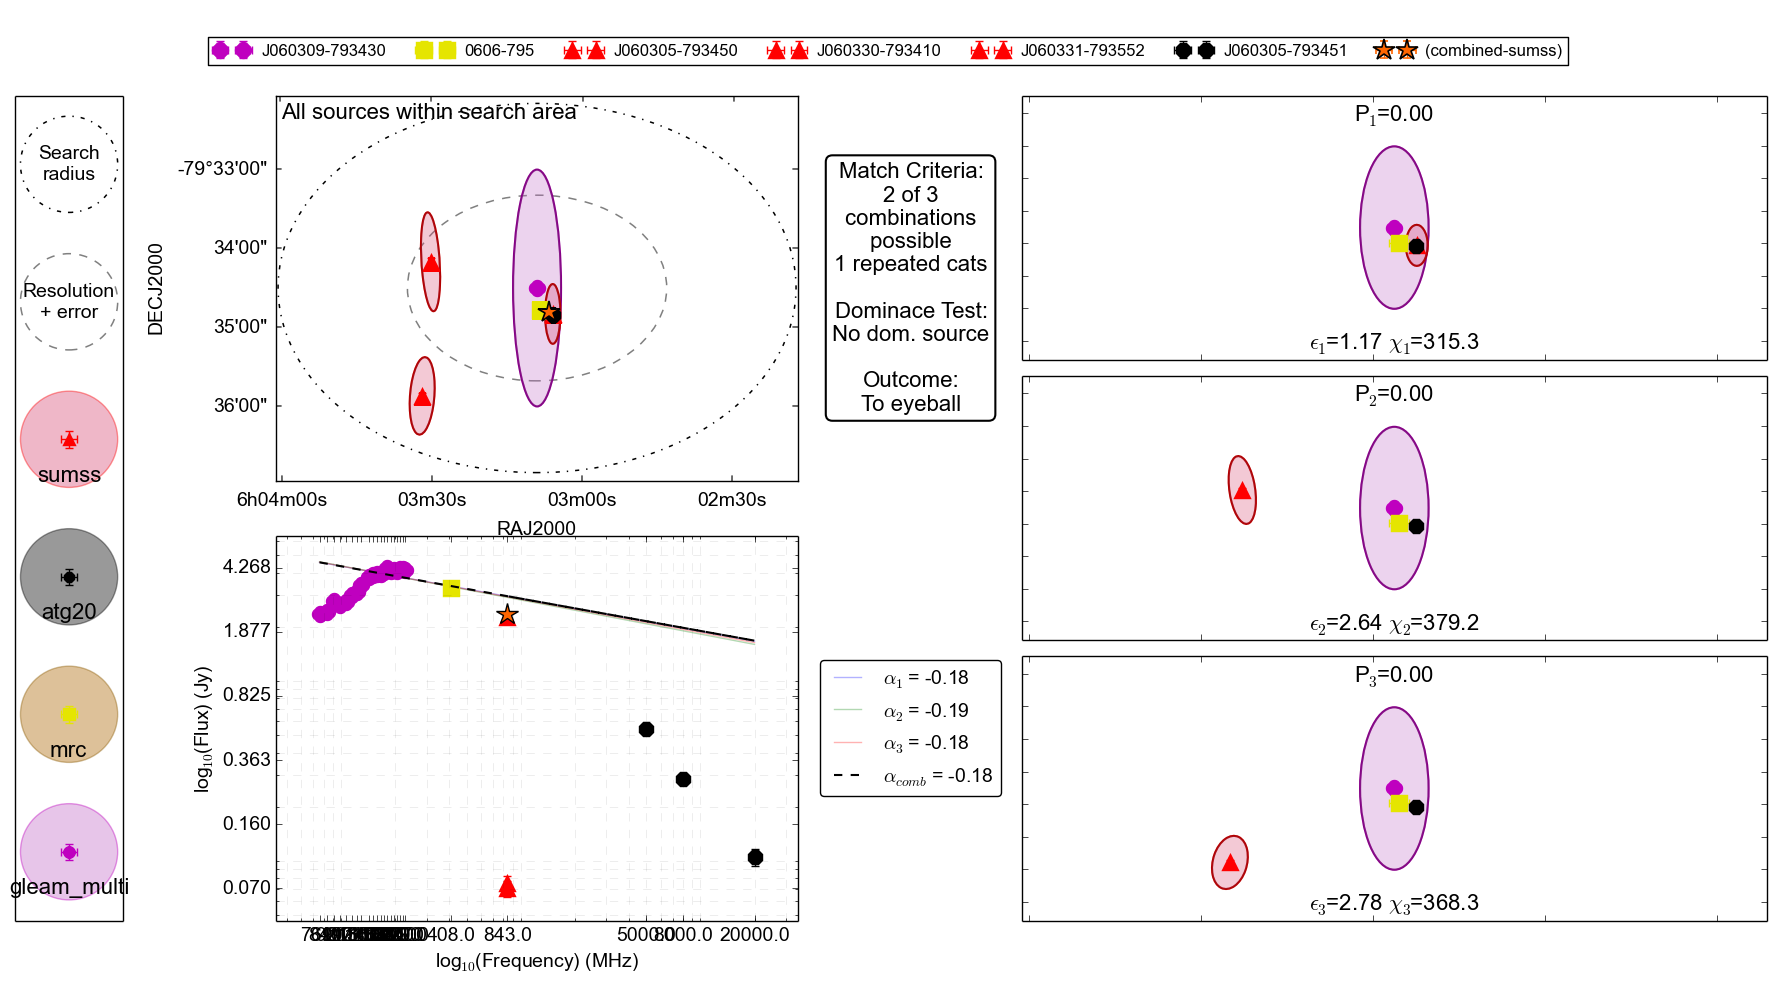 J060309-793430
0606-795
J060305-793450
J060330-793410
J060331-793552
J060305-793451
(combined-sumss)
Search
radius
Resolution
+ error
sumss
atg20
mrc
gleam_multi
All sources within search area
DECJ2000
-79°33'00"
34'00"
35'00"
36'00"
6h04m00s
03m30s
03m00s
02m30s
RAJ2000
Match Criteria:
2 of 3
combinations
possible
1 repeated cats
Dominace Test:
No dom. source
Outcome:
To eyeball
log10(Flux) (Jy)
4.268
1.877
0.825
0.363
0.160
0.070
408.0
843.0
5000.0
8000.0
20000.0
log10(Frequency) (MHz)
α1 = -0.18
α2 = -0.19
α3 = -0.18
αcomb = -0.18
P1=0.00
ϵ1=1.17 χ1=315.3
P2=0.00
ϵ2=2.64 χ2=379.2
P3=0.00
ϵ3=2.78 χ3=368.3